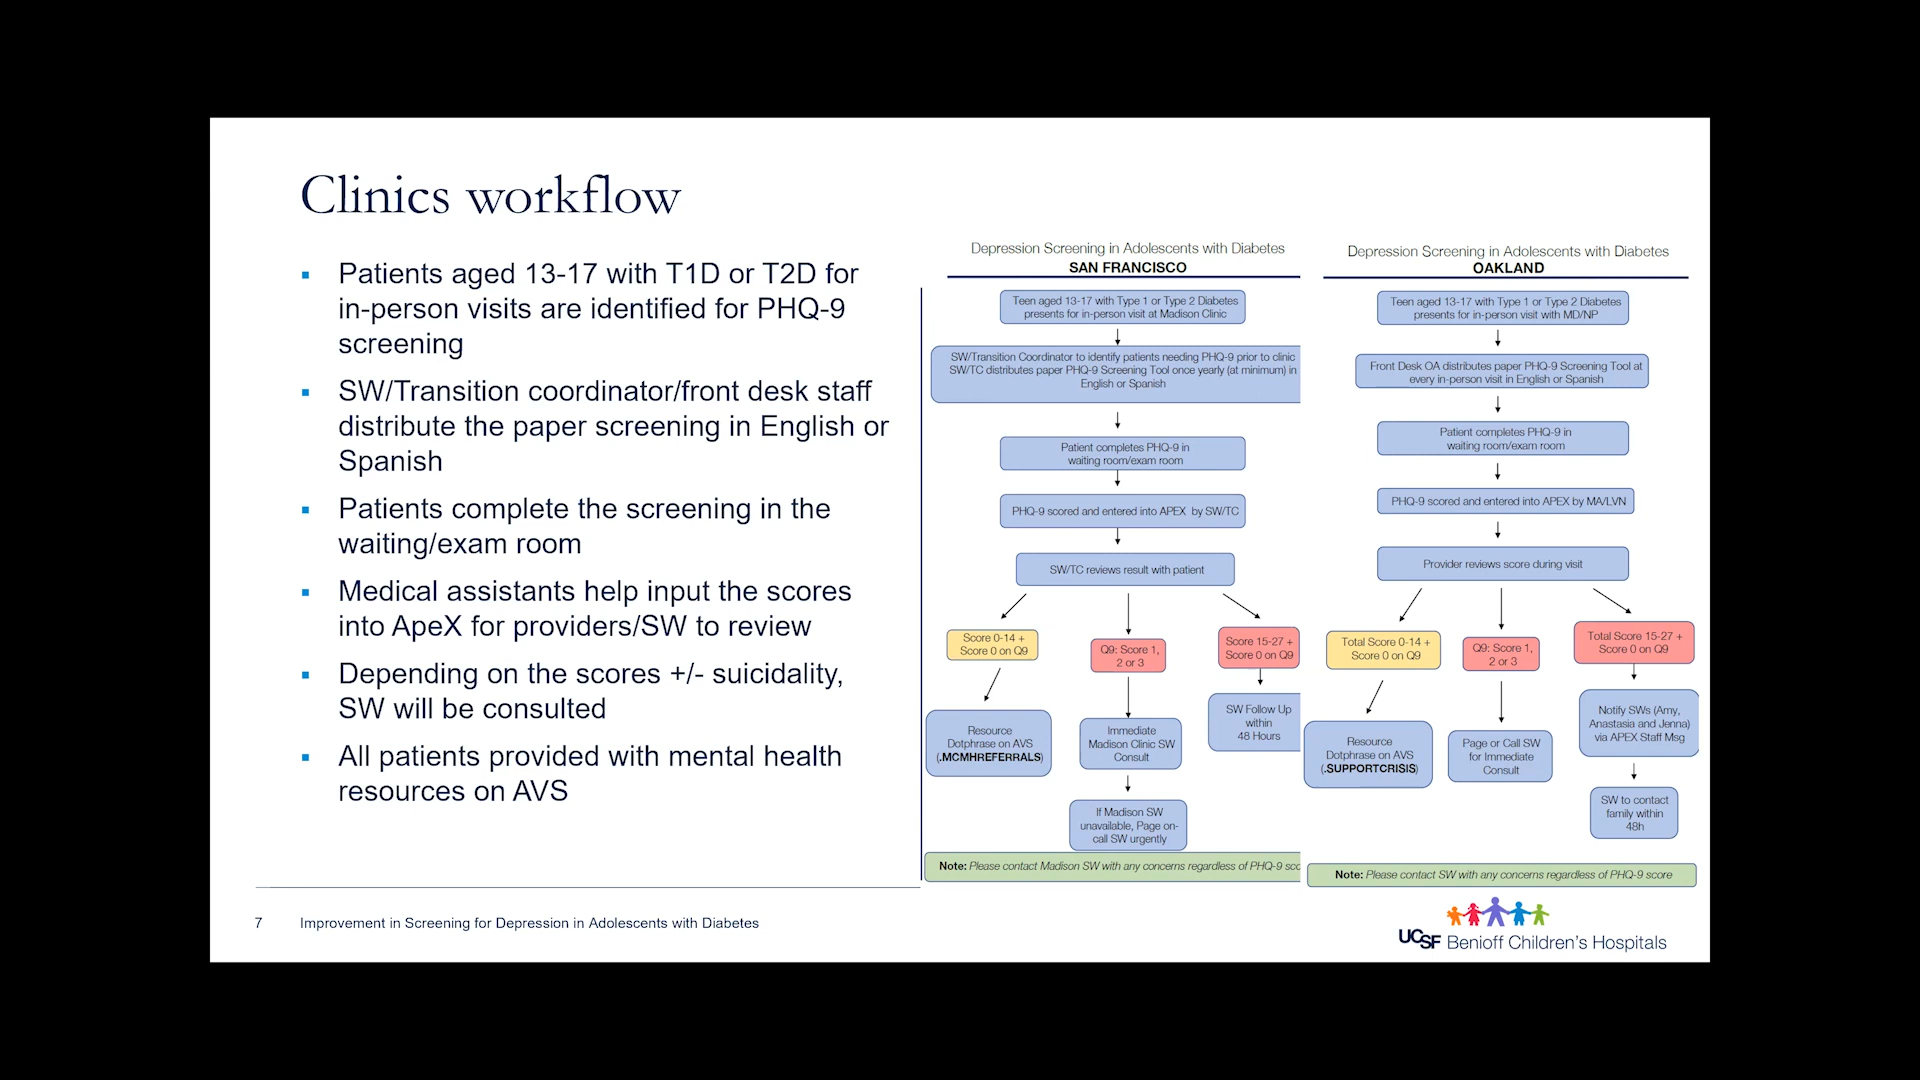 Clinics workflow
▪ Patients aged 13-17 with T1D or T2D for
in-person visits are identified for PHQ-9
screening
▪ SW/Transition coordinator/front desk staff
distribute the paper screening in English or
Spanish
▪ Patients complete the screening in the
waiting/exam room
▪ Medical assistants help input the scores
into ApeX for providers/SW to review
▪ Depending on the scores +/- suicidality,
SW will be consulted
▪ All patients provided with mental health
resources on AVS
Depression Screening in Adolescents with Diabetes
SAN FRANCISCO
Teen aged 13-17 with Type 1 or Type 2 Diabetes
presents for in-person visit at Madison Clinic
SW/Transition Coordinator to identify patients needing PHQ-9 prior to clinic
SW/TC distributes paper PHQ-9 Screening Tool once yearly (at minimum) in
English or Spanish
Patient completes PHQ-9 in
waiting room/exam room
PHQ-9 scored and entered into APEX by SW/TC
SW/TC reviews result with patient
Score 0-14 +
Score 0 on Q9
Q9: Score 1,
2 or 3
Score 15-27 +
Score 0 on Q9
Resource
Dotphrase on AVS
(.MCMHREFERRALS)
Immediate
Madison Clinic SW
Consult
SW Follow Up
within
48 Hours
If Madison SW
unavailable, Page on-
call SW urgently
Note: Please contact Madison SW with any concerns regardless of PHQ-9 sco
Depression Screening in Adolescents with Diabetes
OAKLAND
Teen aged 13-17 with Type 1 or Type 2 Diabetes
presents for in-person visit with MD/NP
Front Desk OA distributes paper PHQ-9 Screening Tool at
every in-person visit in English or Spanish
Patient completes PHQ-9 in
waiting room/exam room
PHQ-9 scored and entered into APEX by MA/LVN
Provider reviews score during visit
Total Score 0-14 +
Score 0 on Q9
Q9: Score 1,
2 or 3
Total Score 15-27 +
Score 0 on Q9
Resource
Dotphrase on AVS
(.SUPPORTCRISIS)
Page or Call SW
for Immediate
Consult
Notify SWs (Amy,
Anastasia and Jenna)
via APEX Staff Msg
SW to contact
family within
48h
Note: Please contact SW with any concerns regardless of PHQ-9 score
7 Improvement in Screening for Depression in Adolescents with Diabetes
UCSF Benioff Children's Hospitals